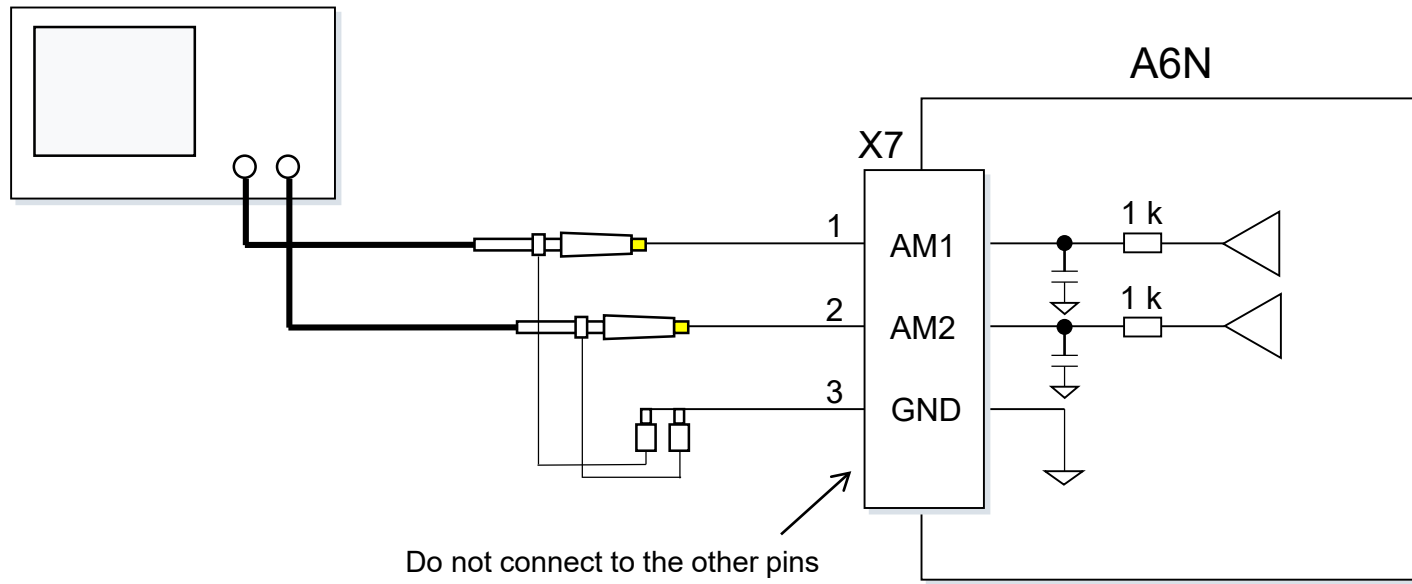 A6N
X7
1
AM1
1 k
2
AM2
1 k
3
GND
Do not connect to the other pins